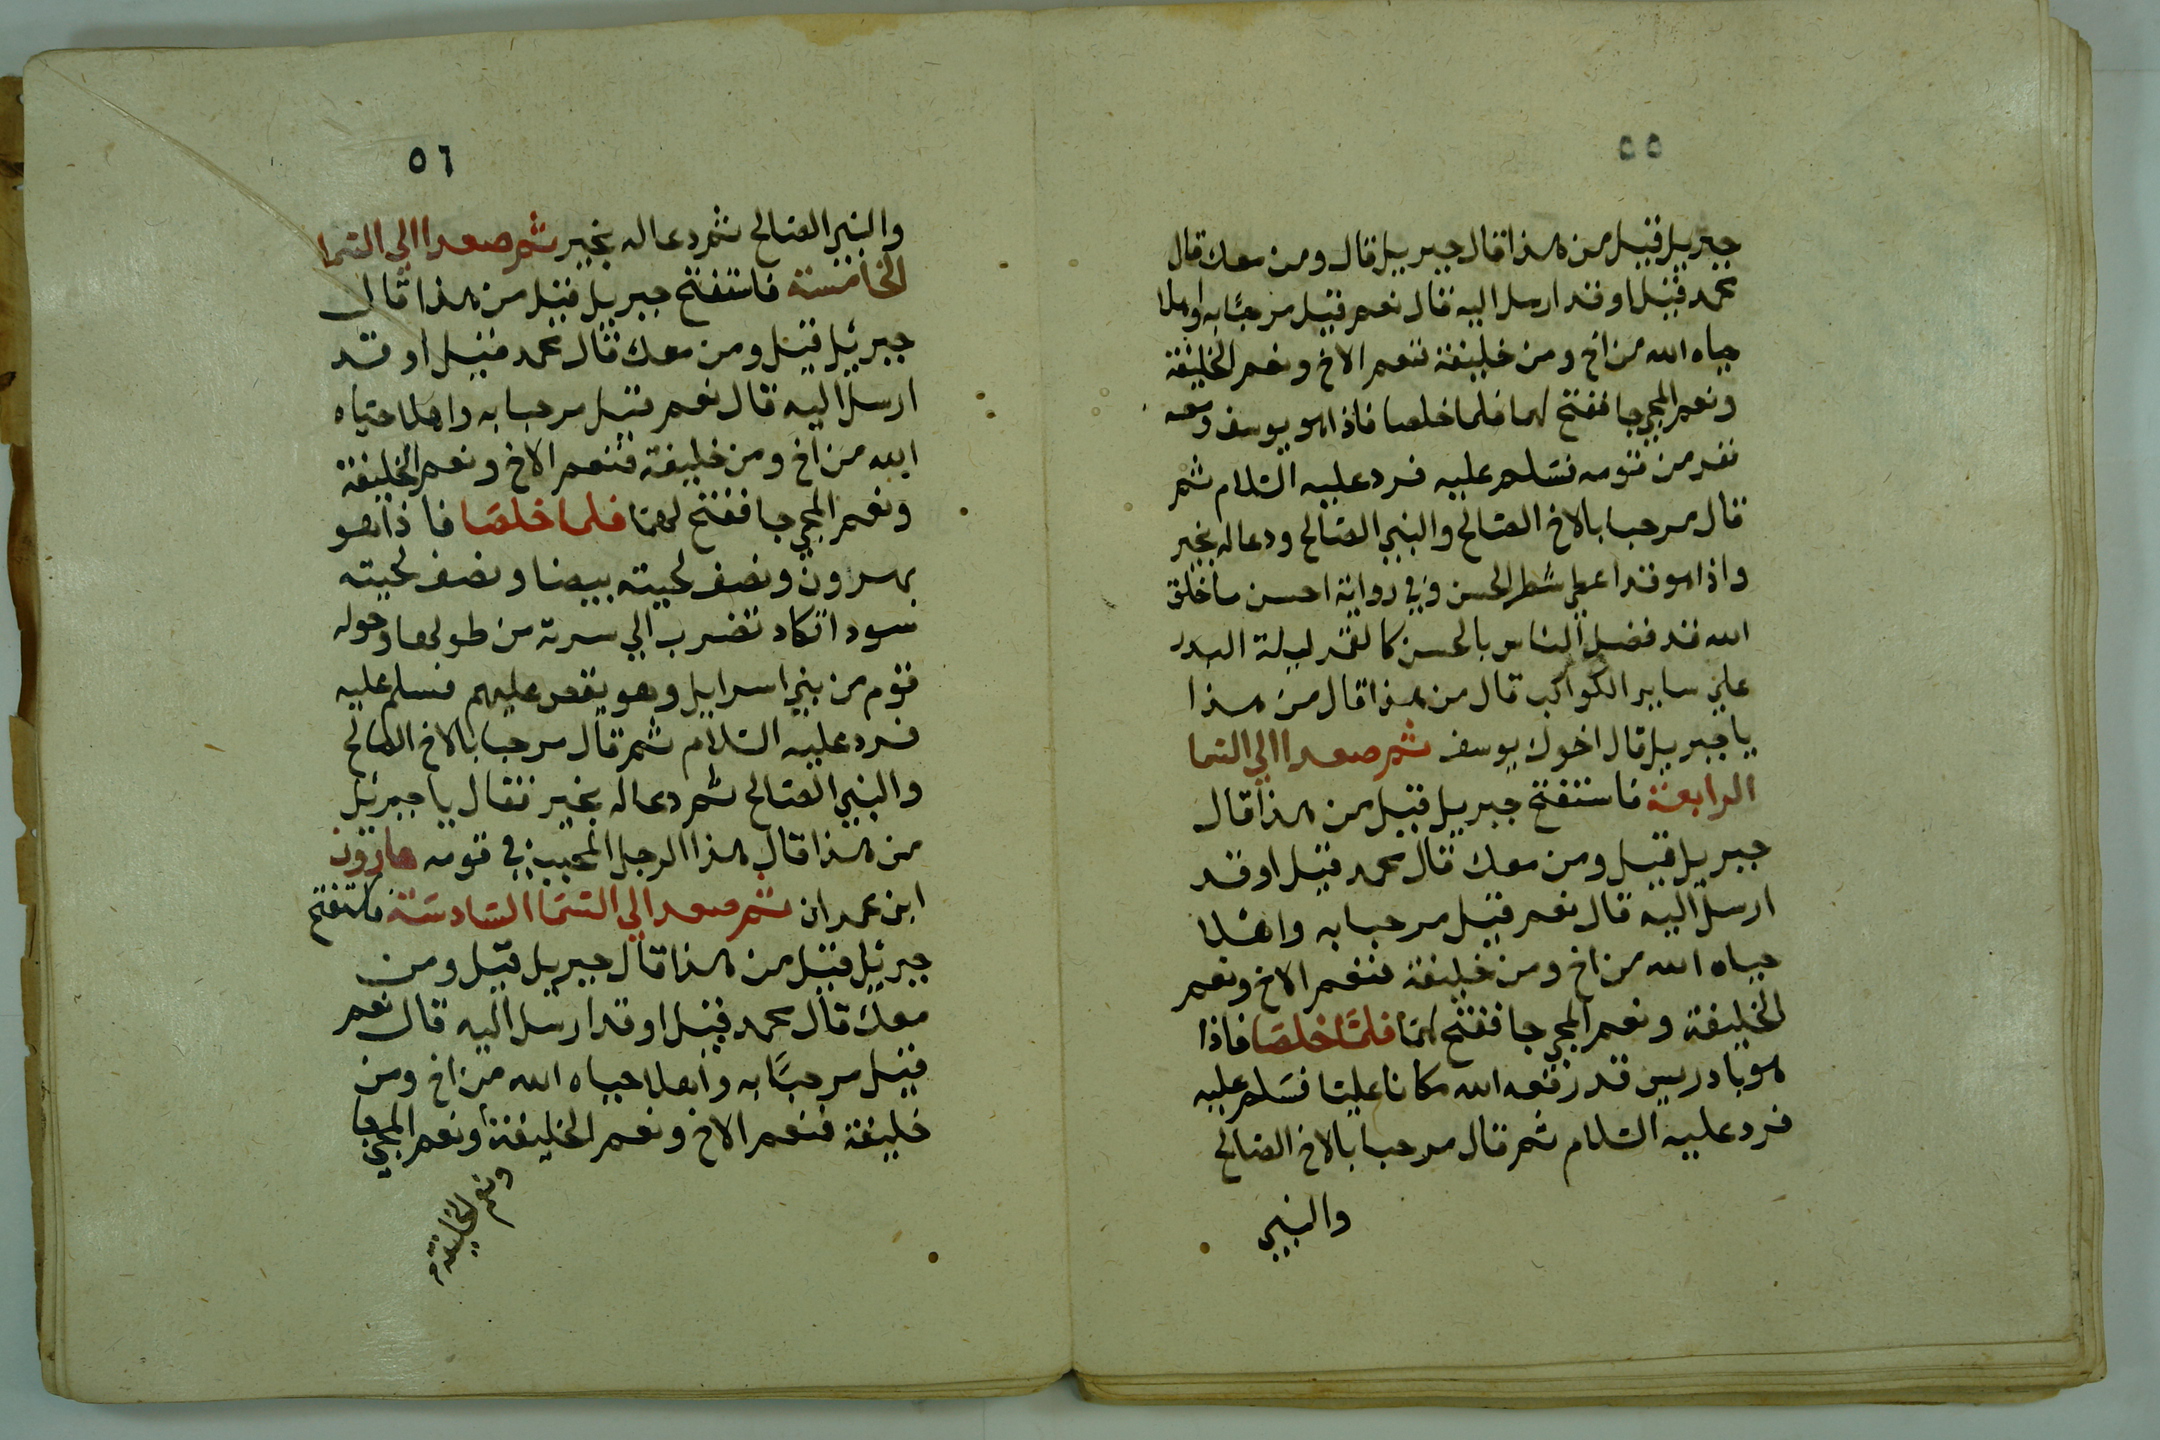 ٥٥
جبريل قيل من هذا قال جبريل قال ومن معك قال
محمد قيل او قد ارسل اليه قال نعم قيل مرحبا به واهلا
حياه الله من اخ ومن خليفة فنعم الاخ ونعم الخليفة
ونعم المجي جا ففتح لهما فلما خلصا فاذا هو بيوسف ومعه
نفر من قومه فسلم عليه فرد عليه السلام ثم
قال مرحبا بالاخ الصالح والنبي الصالح ودعا له بخير
واذا هو قد اعطي شطر الحسن وفي رواية احسن ما خلق
الله قد فضل الناس بالحسن كالقمر ليلة البدر
علي ساير الكواكب قال من هذا قال من هذا
يا جبريل قال اخوك يوسف ثم صعدا الي السما
الرابعة فاستفتح جبريل قيل من هذا قال
جبريل قيل ومن معك قال محمد قيل او قد
ارسل اليه قال نعم قيل مرحبا به واهلا
حياه الله من اخ ومن خليفة فنعم الاخ ونعم
الخليفة ونعم المجي جا ففتح لهما فلما خلصا فاذا
هو بادريس قد رفعه الله مكانا عليا فسلم عليه
فرد عليه السلام ثم قال مرحبا بالاخ الصالح
والنبي
٥٦
والنبي الصالح ثم دعا له بخير ثم صعدا الي السما
الخامسة فاستفتح جبريل قيل من هذا قال
جبرئيل قيل ومن معك قال محمد قيل او قد
ارسل اليه قال نعم قيل مرحبا به واهلا حياه
الله من اخ ومن خليفة فنعم الاخ ونعم الخليفة
ونعم المجي جا ففتح لهما فلما خلصا فاذا هو
بهرون ونصف لحيته بيضا ونصف لحيته
سودا تكاد تضرب الي سرته من طولها وحوله
قوم من بني اسرايل وهو يقص عليهم فسلم عليه
فرد عليه السلام ثم قال مرحبا بالاخ الصالح
والنبي الصالح ثم دعا له بخير فقال يا جبرئيل
من هذا قال هذا الرجل المحبب في قومه هارون
ابن عمران ثم صعد الي السما السادسة فاستفتح
جبرئيل قيل من هذا قال جبريل قيل ومن
معك قال محمد قيل او قد ارسل اليه قال نعم
قيل مرحبا به واهلا حياه الله من اخ ومن
خليفة فنعم الاخ ونعم الخليفة ونعم المجي جا
ونعم الخليفة